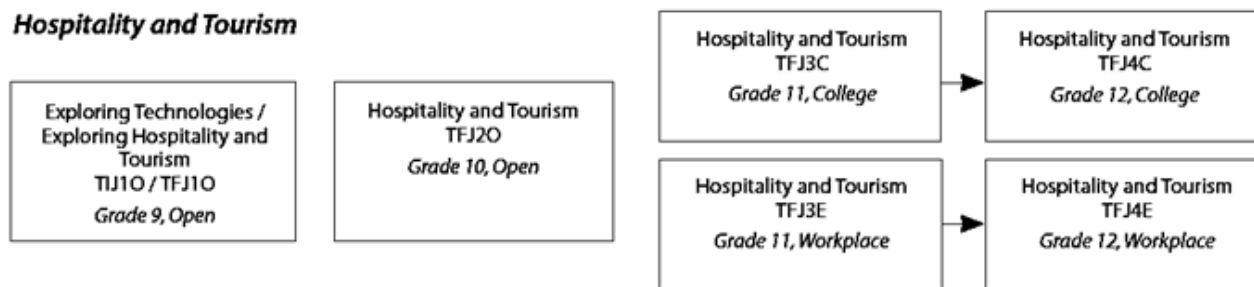 Hospitality and Tourism
Exploring Technologies /
Exploring Hospitality and
Tourism
TIJ1O / TFJ1O
Grade 9, Open
Hospitality and Tourism
TFJ2O
Grade 10, Open
Hospitality and Tourism
TFJ3C
Grade 11, College
Hospitality and Tourism
TFJ4C
Grade 12, College
Hospitality and Tourism
TFJ3E
Grade 11, Workplace
Hospitality and Tourism
TFJ4E
Grade 12, Workplace